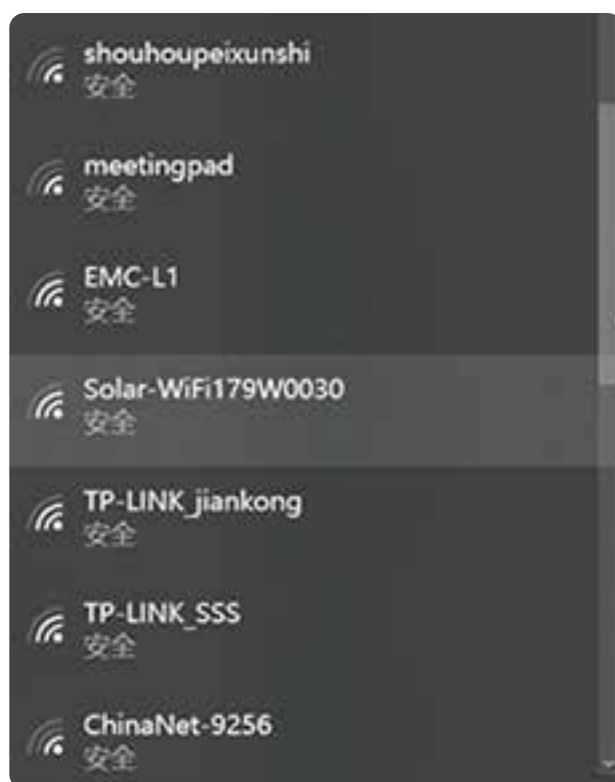 shouhoupeixunshi
安全
meetingpad
安全
EMC-L1
安全
Solar-WiFi179W0030
安全
TP-LINK_jiankong
安全
TP-LINK_SSS
安全
ChinaNet-9256
安全